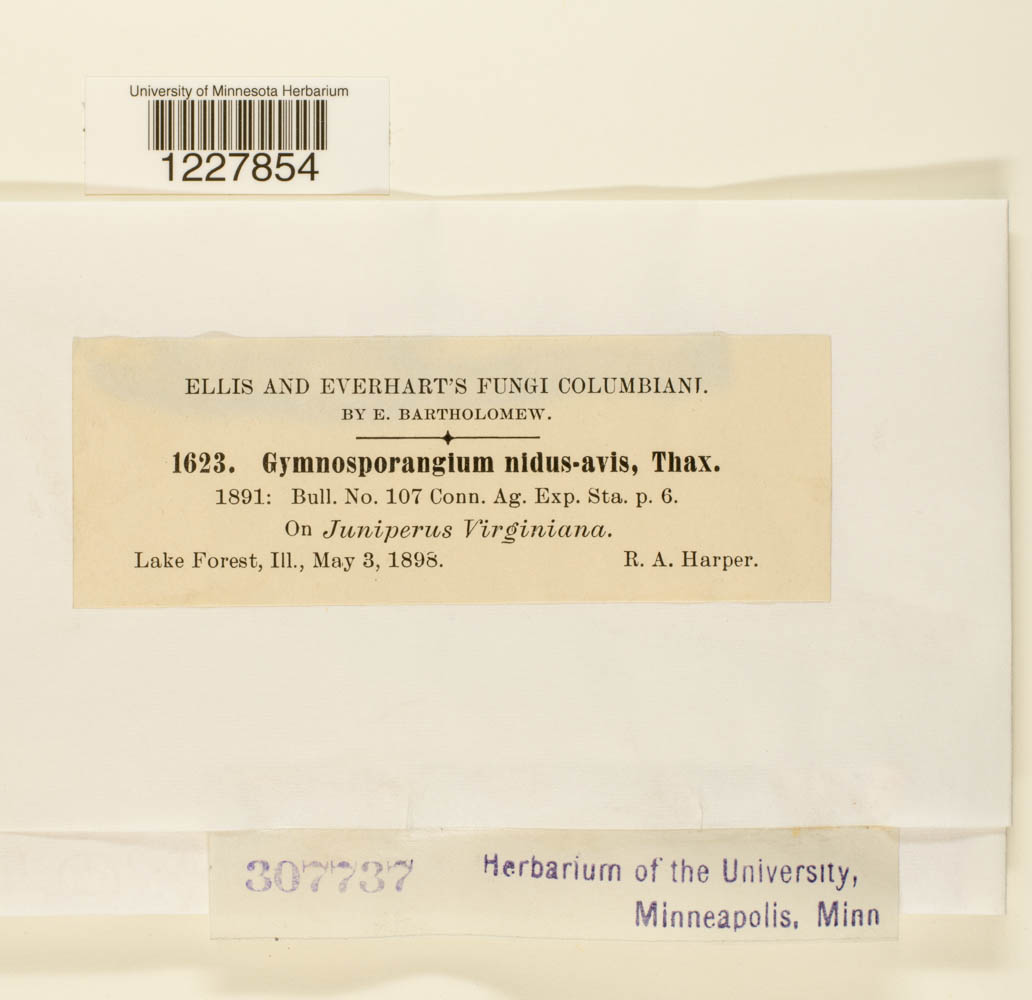 University of Minnesota Herbarium
1227854
ELLIS AND EVERHART'S FUNGI COLUMBIANI.
BY E. BARTHOLOMEW.
1623. Gymnosporangium nidus-avis, Thax.
1891: Bull. No. 107 Conn. Ag. Exp. Sta. p. 6.
On Juniperus Virginiana.
Lake Forest, Ill., May 3, 1898. R. A. Harper.
307737
Herbarium of the University,
Minneapolis, Minn